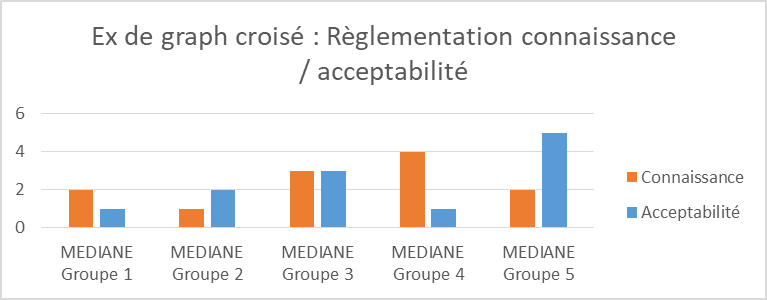 Ex de graph croisé : Règlementation connaissance
/ acceptabilité
6
4
2
0
Connaissance
Acceptabilité
MEDIANE MEDIANE MEDIANE MEDIANE MEDIANE
Groupe 1 Groupe 2 Groupe 3 Groupe 4 Groupe 5